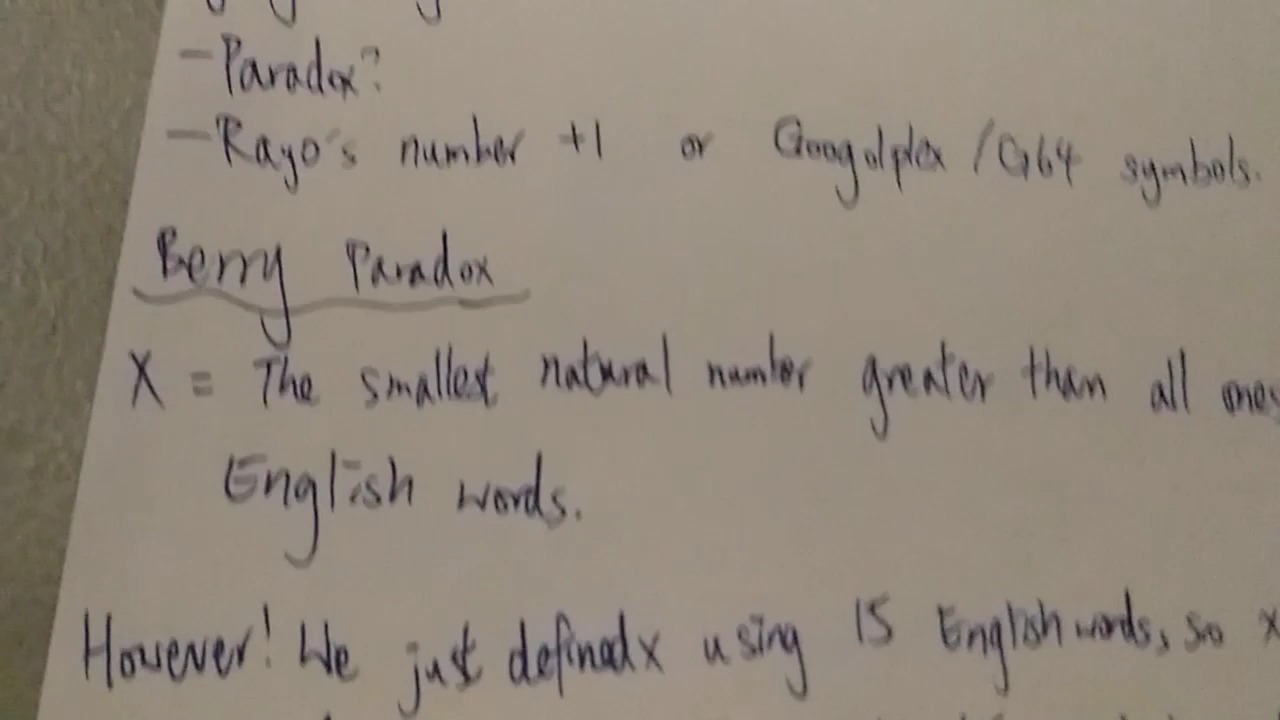 - Paradox?
- Rayo's number +1 or Googolplex / G64 symbols.
Berry Paradox
X = The smallest natural number greater than all
English words.
However! We just defined x using 15 English words, so x